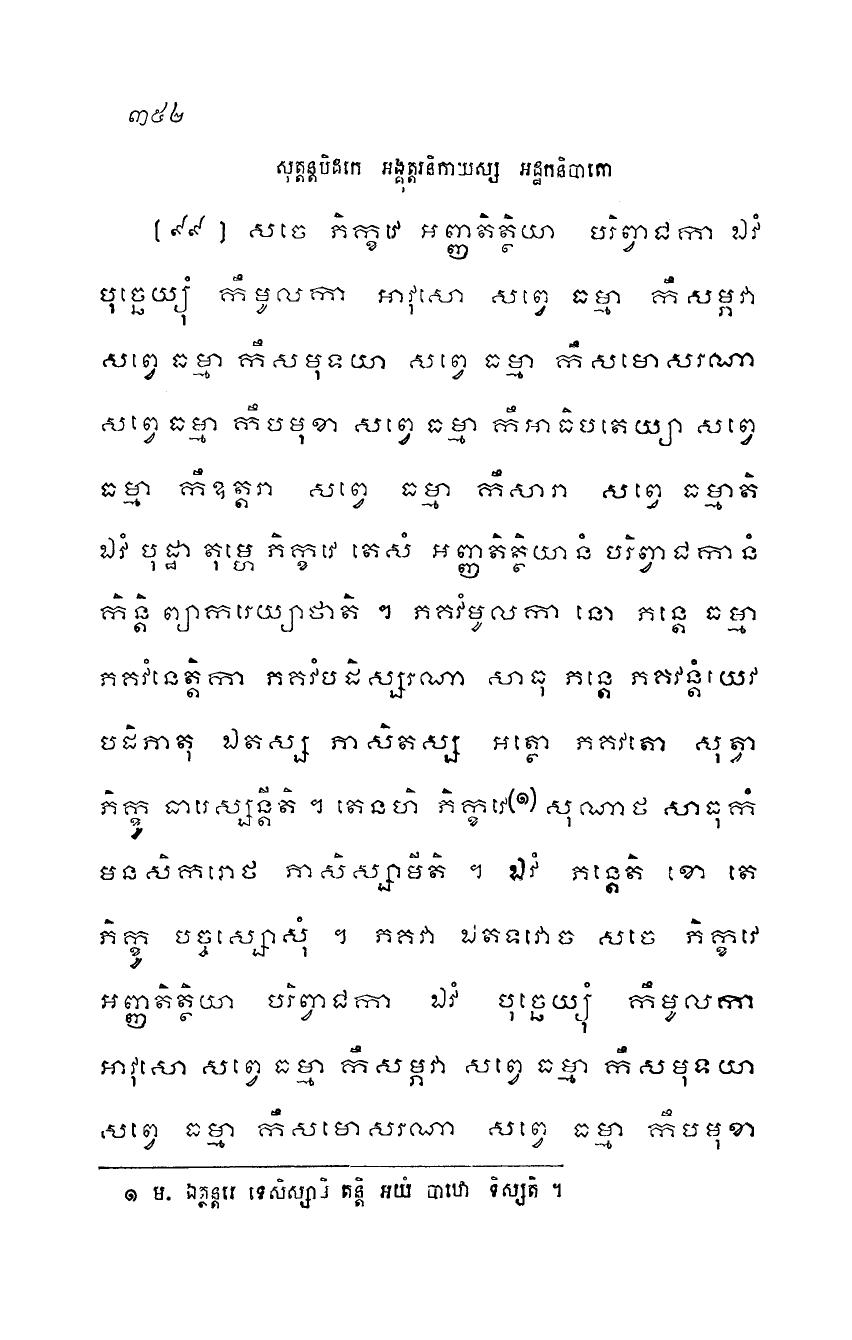 ៣៥២
សុត្តន្តបិដកេ អង្គុត្តរនិកាយស្ស អដ្ឋកនិបាតោ
[ ៩៩ ] សចេ ភិក្ខវេ អញ្ញតិត្ថិយា បរិព្វាជកា ឯវំ
បុច្ឆេយ្យុំ កឹមូលកា អាវុសោ សព្វេ ធម្មា កឹសម្ភវា
សព្វេ ធម្មា កឹសមុទយា សព្វេ ធម្មា កឹសមោសរណា
សព្វេ ធម្មា កឹបមុខា សព្វេ ធម្មា កឹអាធិបតេយ្យា សព្វេ
ធម្មា កឹឧត្តរា សព្វេ ធម្មា កឹសារា សព្វេ ធម្មាតិ
ឯវំ បុដ្ឋា តុម្ហេ ភិក្ខវេ តេសំ អញ្ញតិត្ថិយានំ បរិព្វាជកានំ
កិន្តិ ព្យាករេយ្យាថាតិ ។ ភគវំមូលកា នោ ភន្តេ ធម្មា
ភគវំនេត្តិកា ភគវំបដិស្សរណា សាធុ ភន្តេ ភគវន្តំយេវ
បដិភាតុ ឯតស្ស ភាសិតស្ស អត្ថោ ភគវតោ សុត្វា
ភិក្ខូ ធារេស្សន្តីតិ ។ តេនហិ ភិក្ខវេ(១) សុណាថ សាធុកំ
មនសិករោថ ភាសិស្សាមីតិ ។ ឯវំ ភន្តេតិ ខោ តេ
ភិក្ខូ បច្ចស្សោសុំ ។ ភគវា ឯតទវោច សចេ ភិក្ខវេ
អញ្ញតិត្ថិយា បរិព្វាជកា ឯវំ បុច្ឆេយ្យុំ កឹមូលកា
អាវុសោ សព្វេ ធម្មា កឹសម្ភវា សព្វេ ធម្មា កឹសមុទយា
សព្វេ ធម្មា កឹសមោសរណា សព្វេ ធម្មា កឹបមុខា
១ ម. ឯត្ថន្តរេ ទេសិស្សាមិ តន្តិ អយំ បាឋោ ទិស្សតិ ។